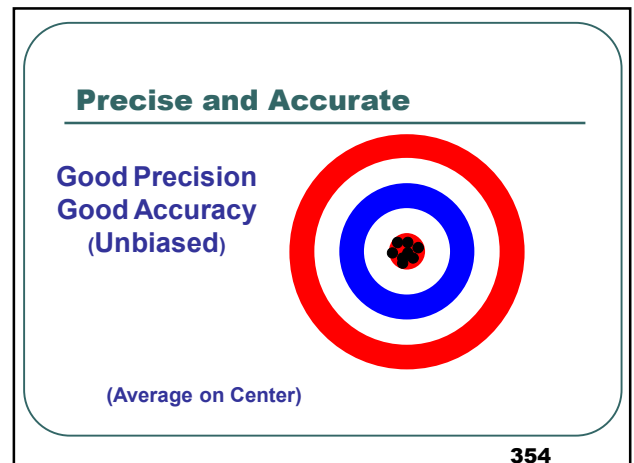 Precise and Accurate
Good Precision
Good Accuracy
(Unbiased)
(Average on Center)
354